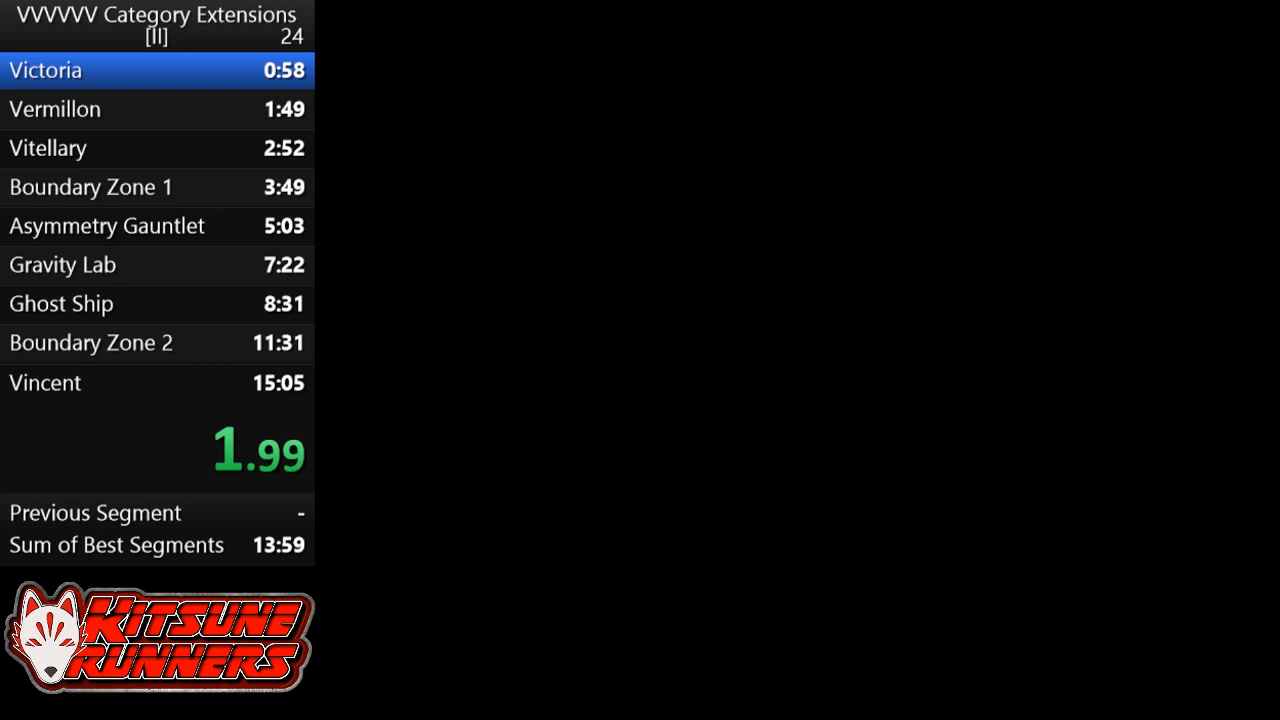 VVVVVV Category Extensions
[II] 24
Victoria 0:58
Vermillon 1:49
Vitellary 2:52
Boundary Zone 1 3:49
Asymmetry Gauntlet 5:03
Gravity Lab 7:22
Ghost Ship 8:31
Boundary Zone 2 11:31
Vincent 15:05
1.99
Previous Segment -
Sum of Best Segments 13:59
KITSUNE
RUNNERS